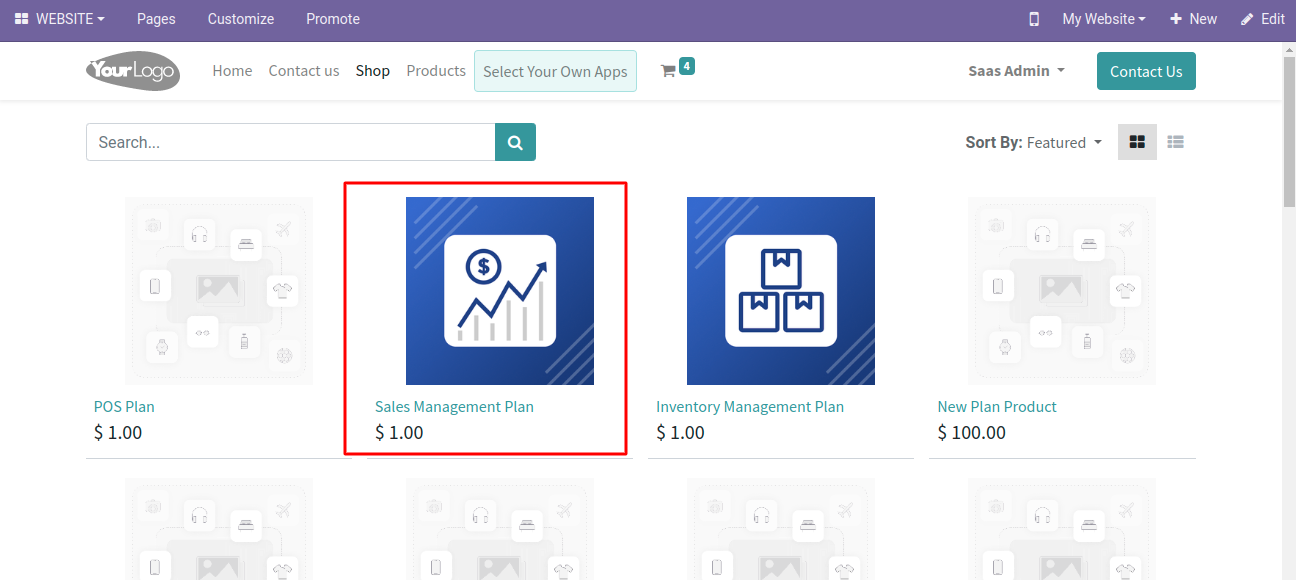 WEBSITE Pages Customize Promote My Website New Edit
YourLogo Home Contact us Shop Products Select Your Own Apps 4 Saas Admin Contact Us
Search... Sort By: Featured
$
POS Plan Sales Management Plan Inventory Management Plan New Plan Product
$ 1.00 $ 1.00 $ 1.00 $ 100.00